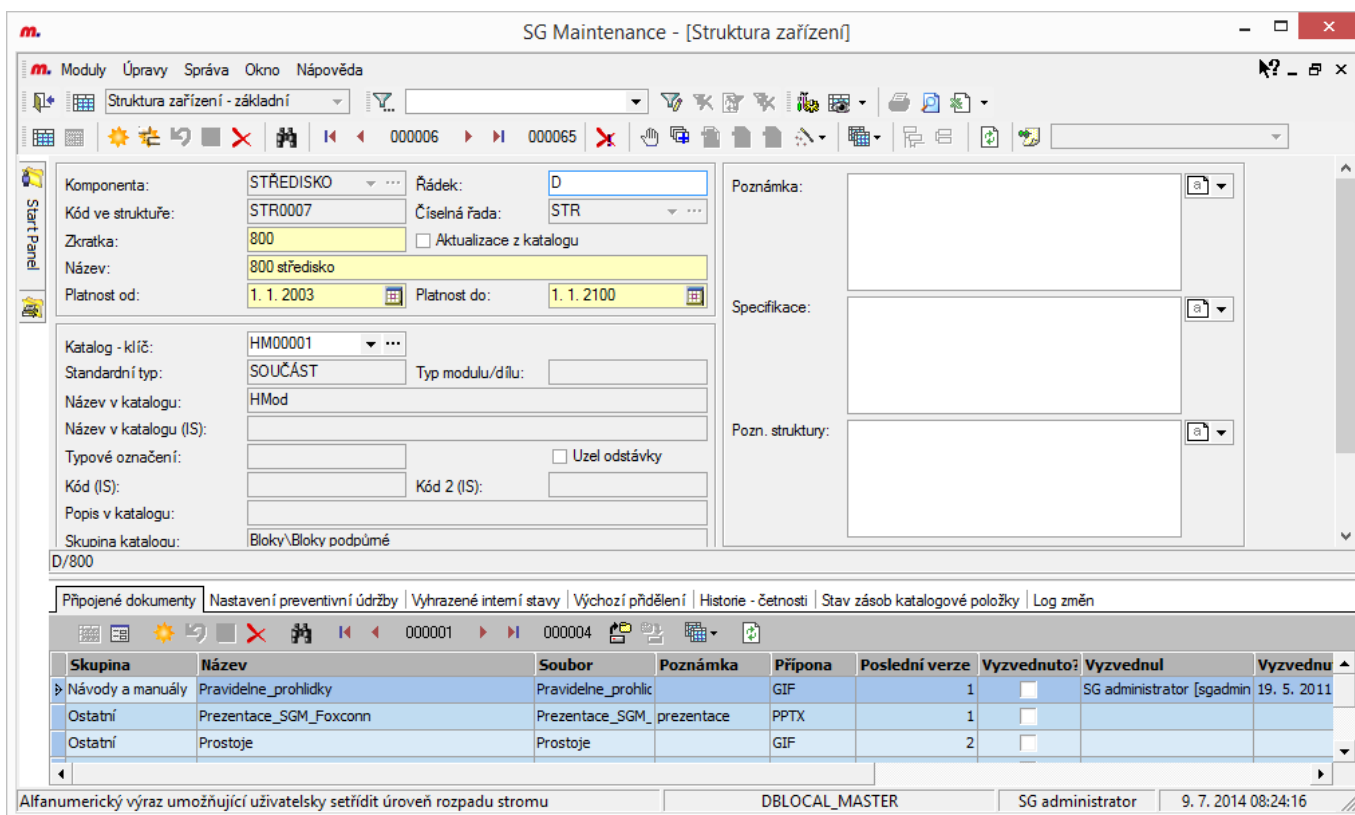 m.
SG Maintenance - [Struktura zařízení]
m. Moduly Úpravy Správa Okno Nápověda
Struktura zařízení - základní
000006 000065
Start Panel
Komponenta: STŘEDISKO Řádek: D
Kód ve struktuře: STR0007 Číselná řada: STR
Zkratka: 800 Aktualizace z katalogu
Název: 800 středisko
Platnost od: 1. 1. 2003 Platnost do: 1. 1. 2100
Katalog - klíč: HM00001
Standardní typ: SOUČÁST Typ modulu/dílu:
Název v katalogu: HMod
Název v katalogu (IS):
Typové označení: Uzel odstávky
Kód (IS): Kód 2 (IS):
Popis v katalogu:
Skupina katalogu: Bloky\Bloky podpůrné
Poznámka: a
Specifikace: a
Pozn. struktury: a
D/800
Připojené dokumenty Nastavení preventivní údržby Vyhrazené interní stavy Výchozí přidělení Historie - četnosti Stav zásob katalogové položky Log změn
000001 000004
Skupina Název Soubor Poznámka Přípona Poslední verze Vyzvednuto? Vyzvednul Vyzvednu
Návody a manuály Pravidelne_prohlidky Pravidelne_prohlic GIF 1 SG administrator [sgadmin 19. 5. 2011
Ostatní Prezentace_SGM_Foxconn Prezentace_SGM_ prezentace PPTX 1
Ostatní Prostoje Prostoje GIF 2
Alfanumerický výraz umožňující uživatelsky setřídit úroveň rozpadu stromu DBLOCAL_MASTER SG administrator 9. 7. 2014 08:24:16